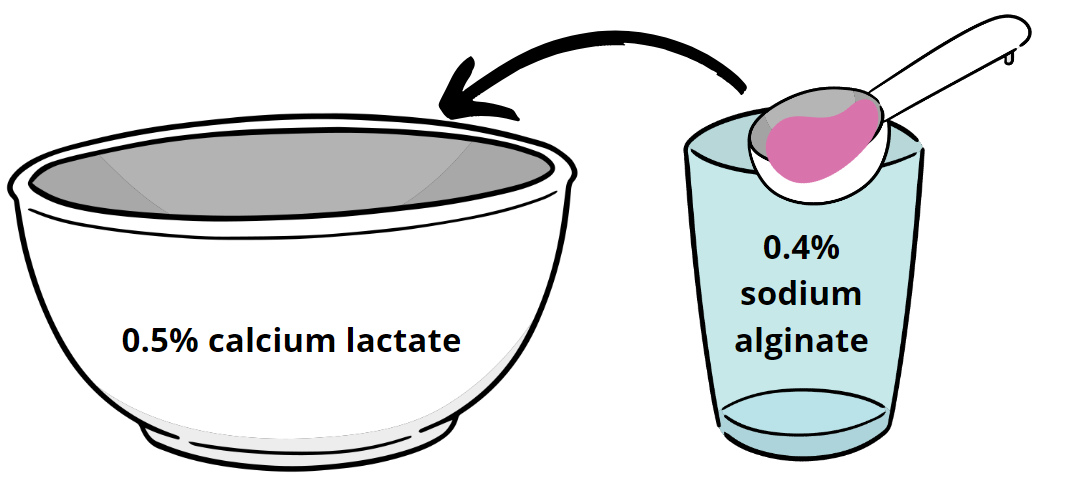 0.5% calcium lactate
0.4%
sodium
alginate